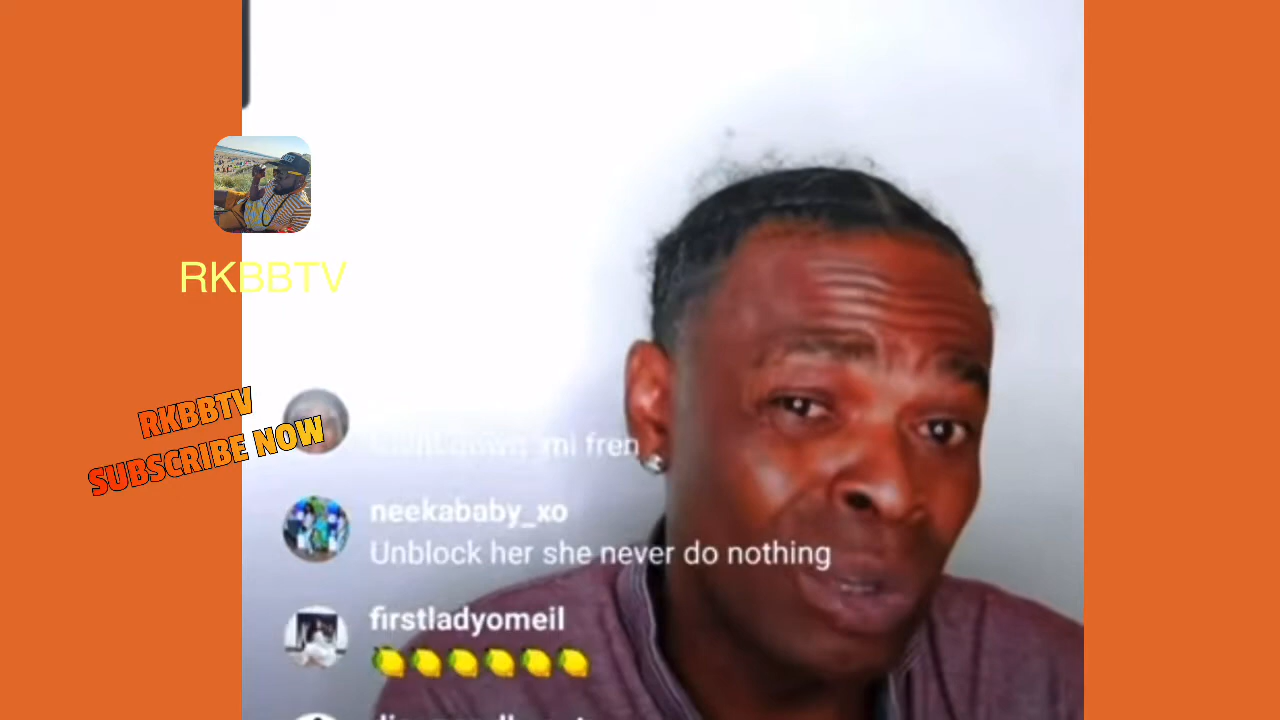 RKBBTV
RKBBTV
SUBSCRIBE NOW
mi fren
neekababy_xo
Unblock her she never do nothing
firstladyomeil
🍋🍋🍋🍋🍋🍋